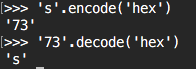 [>>> 's'.encode('hex')
'73'
[>>> '73'.decode('hex')
's'